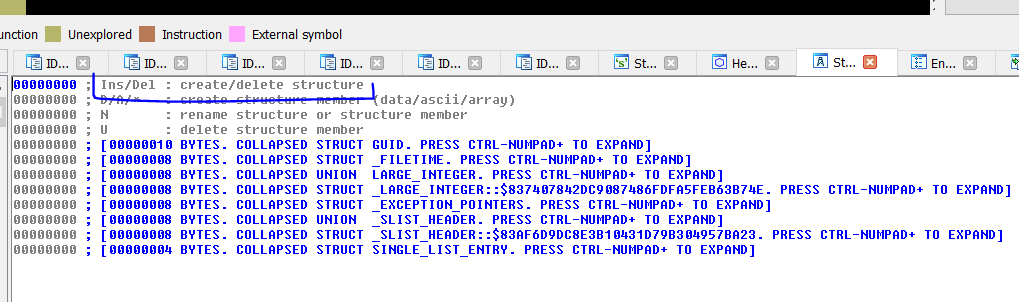 unction Unexplored Instruction External symbol
ID... ID... ID... ID... ID... ID... St... He... St... En...
00000000 ; Ins/Del : create/delete structure
00000000 ; D/A/* : create structure member (data/ascii/array)
00000000 ; N : rename structure or structure member
00000000 ; U : delete structure member
00000000 ; [00000010 BYTES. COLLAPSED STRUCT GUID. PRESS CTRL-NUMPAD+ TO EXPAND]
00000000 ; [00000008 BYTES. COLLAPSED STRUCT _FILETIME. PRESS CTRL-NUMPAD+ TO EXPAND]
00000000 ; [00000008 BYTES. COLLAPSED UNION LARGE_INTEGER. PRESS CTRL-NUMPAD+ TO EXPAND]
00000000 ; [00000008 BYTES. COLLAPSED STRUCT _LARGE_INTEGER::$837407842DC9087486FDFA5FEB63B74E. PRESS CTRL-NUMPAD+ TO EXPAND]
00000000 ; [00000008 BYTES. COLLAPSED STRUCT _EXCEPTION_POINTERS. PRESS CTRL-NUMPAD+ TO EXPAND]
00000000 ; [00000008 BYTES. COLLAPSED UNION _SLIST_HEADER. PRESS CTRL-NUMPAD+ TO EXPAND]
00000000 ; [00000008 BYTES. COLLAPSED STRUCT _SLIST_HEADER::$83AF6D9DC8E3B10431D79B304957BA23. PRESS CTRL-NUMPAD+ TO EXPAND]
00000000 ; [00000004 BYTES. COLLAPSED STRUCT SINGLE_LIST_ENTRY. PRESS CTRL-NUMPAD+ TO EXPAND]